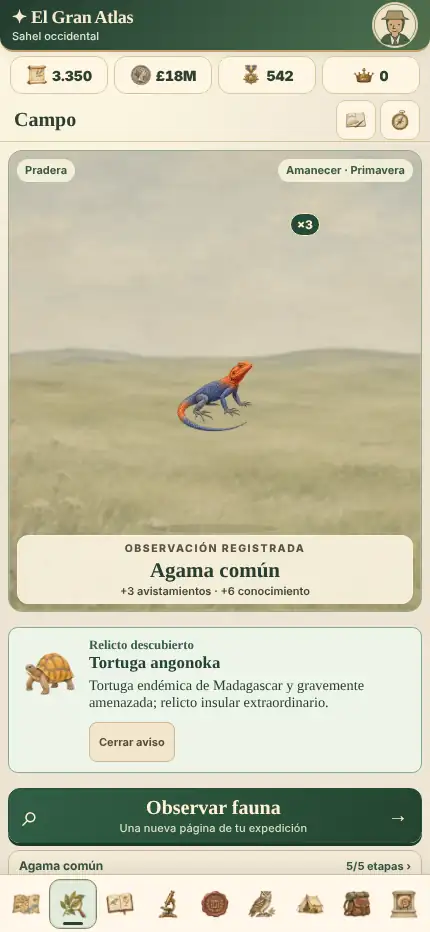 ✦ El Gran Atlas
Sahel occidental
3.350
£18M
542
0
Campo
Pradera
Amanecer · Primavera
×3
OBSERVACIÓN REGISTRADA
Agama común
+3 avistamientos · +6 conocimiento
Relicto descubierto
Tortuga angonoka
Tortuga endémica de Madagascar y gravemente
amenazada; relicto insular extraordinario.
Cerrar aviso
Observar fauna
Una nueva página de tu expedición
→
Agama común
5/5 etapas ›